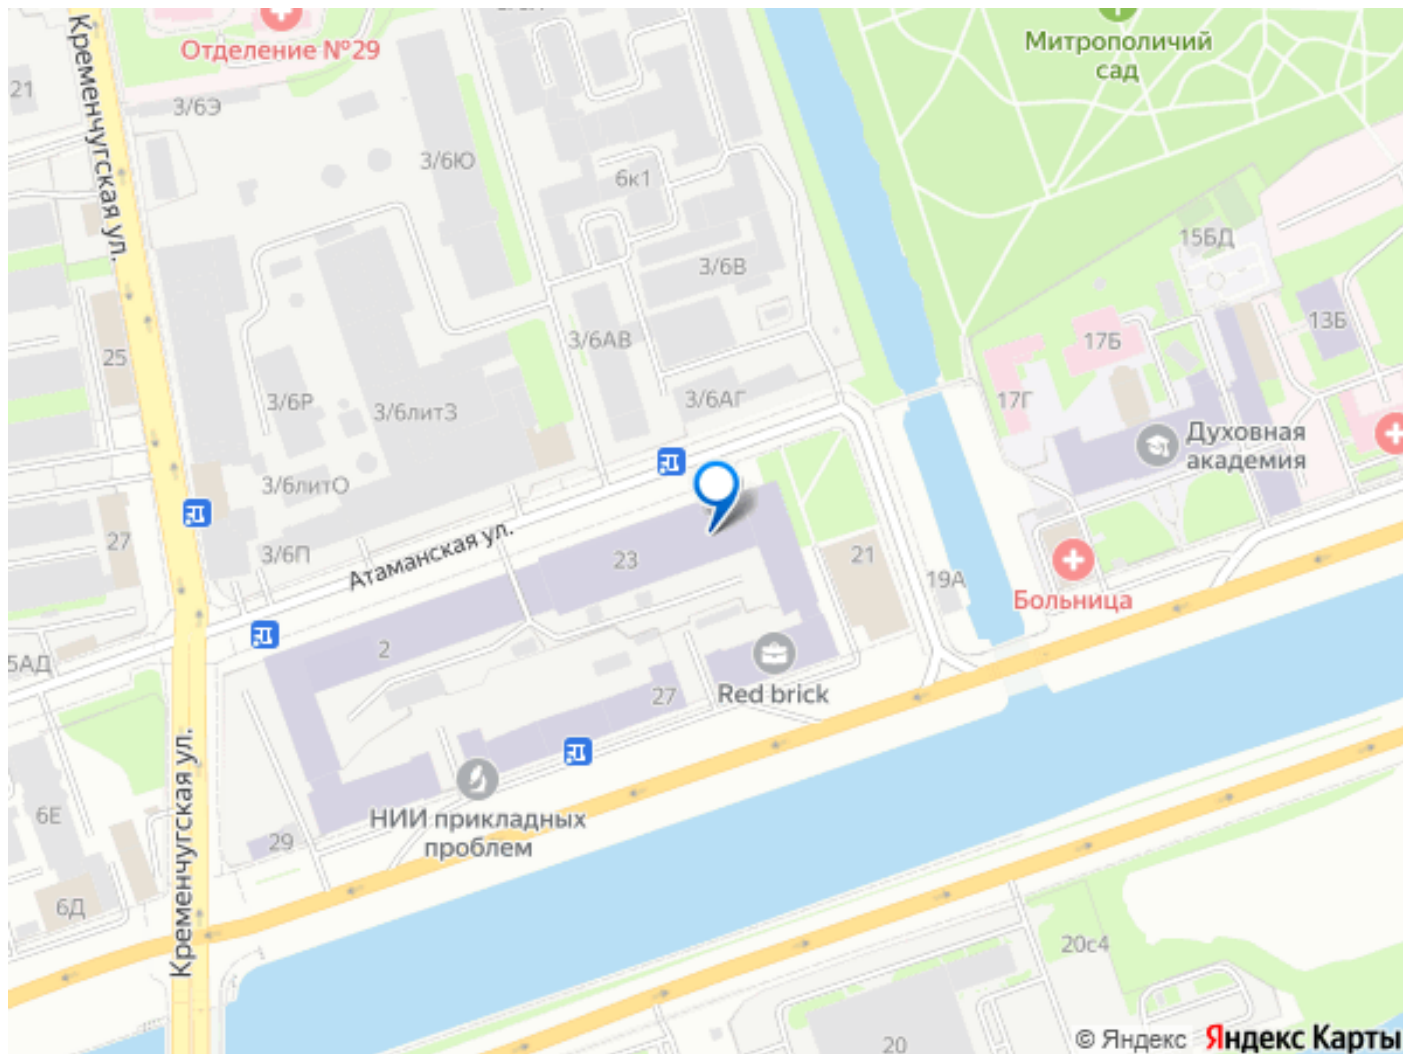 Отделение №29
Митрополичий
сад
Кременчугская ул.
21
3/6Э
3/6Ю
6к1
15БД
3/6В
13Б
25
3/6АВ
17Б
3/6Р
3/6литЗ
3/6АГ
17Г
Духовная
академия
3/6литО
27
3/6П
Атаманская ул.
23
21
19А
Больница
5АД
2
27
Red brick
Кременчугская ул.
6Е
29
НИИ прикладных
проблем
6Д
20с4
20
© Яндекс Яндекс Карты